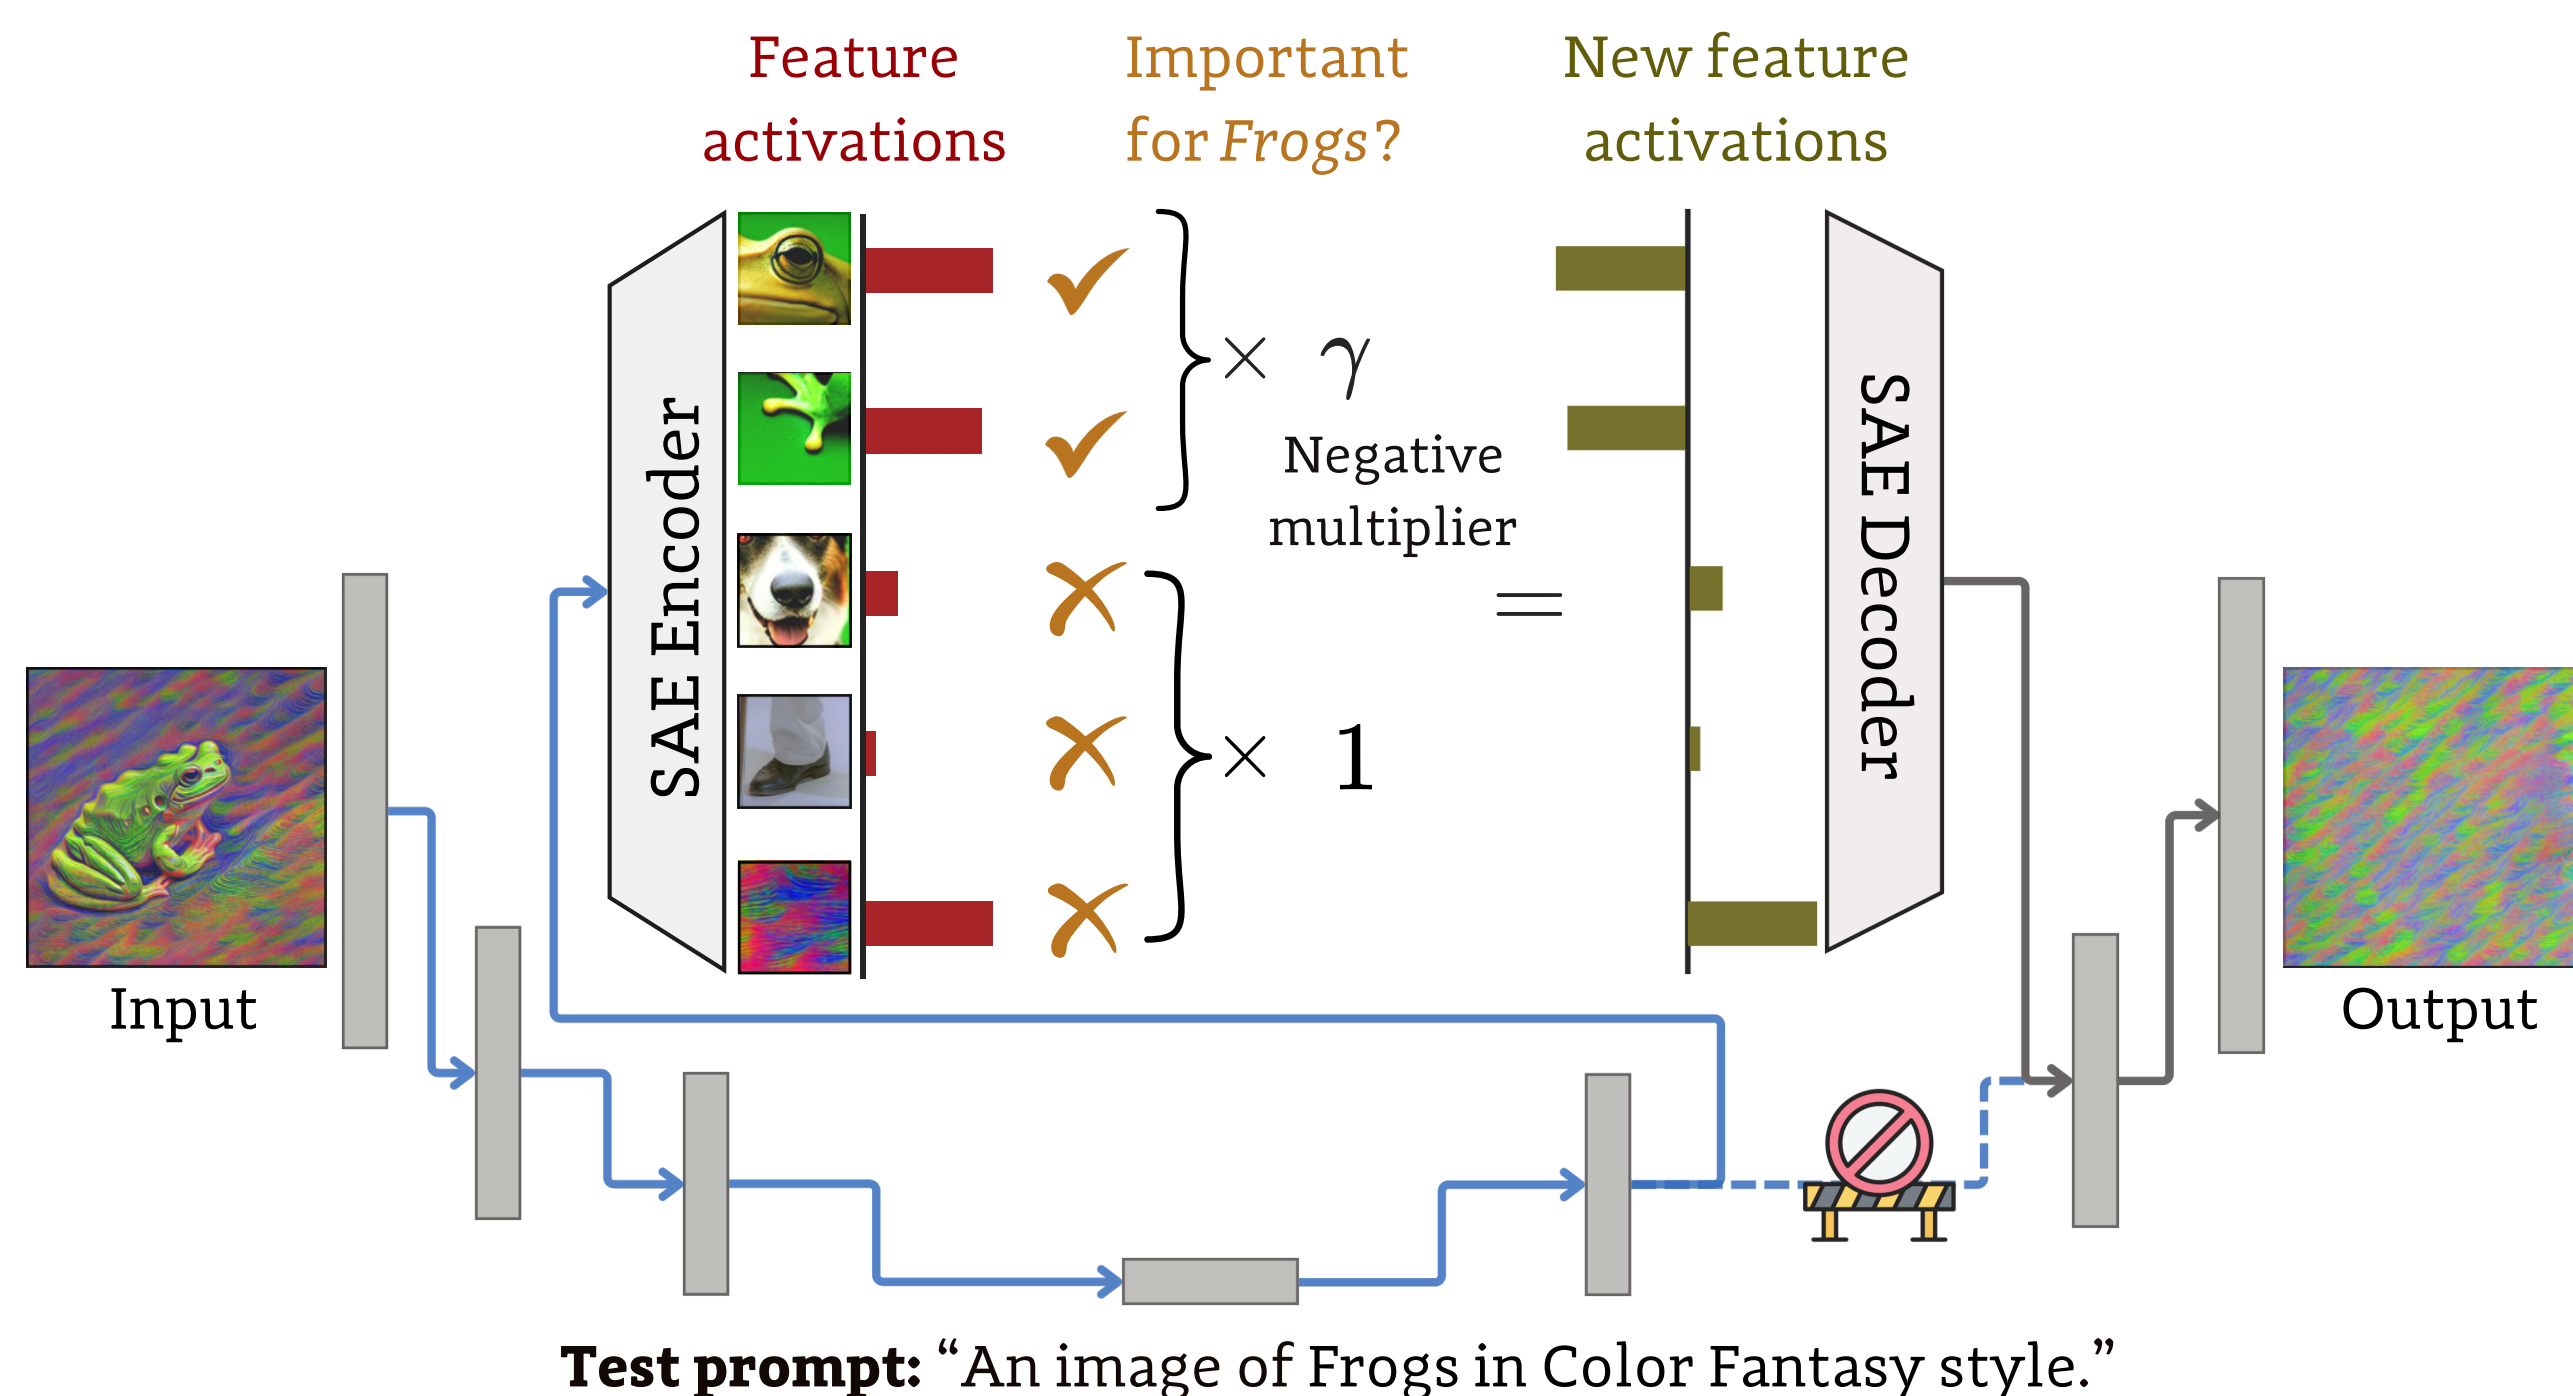 Feature
activations
Important
for Frogs?
New feature
activations
SAE Encoder
× γ
Negative
multiplier
=
× 1
SAE Decoder
Input
Output
Test prompt: “An image of Frogs in Color Fantasy style.”